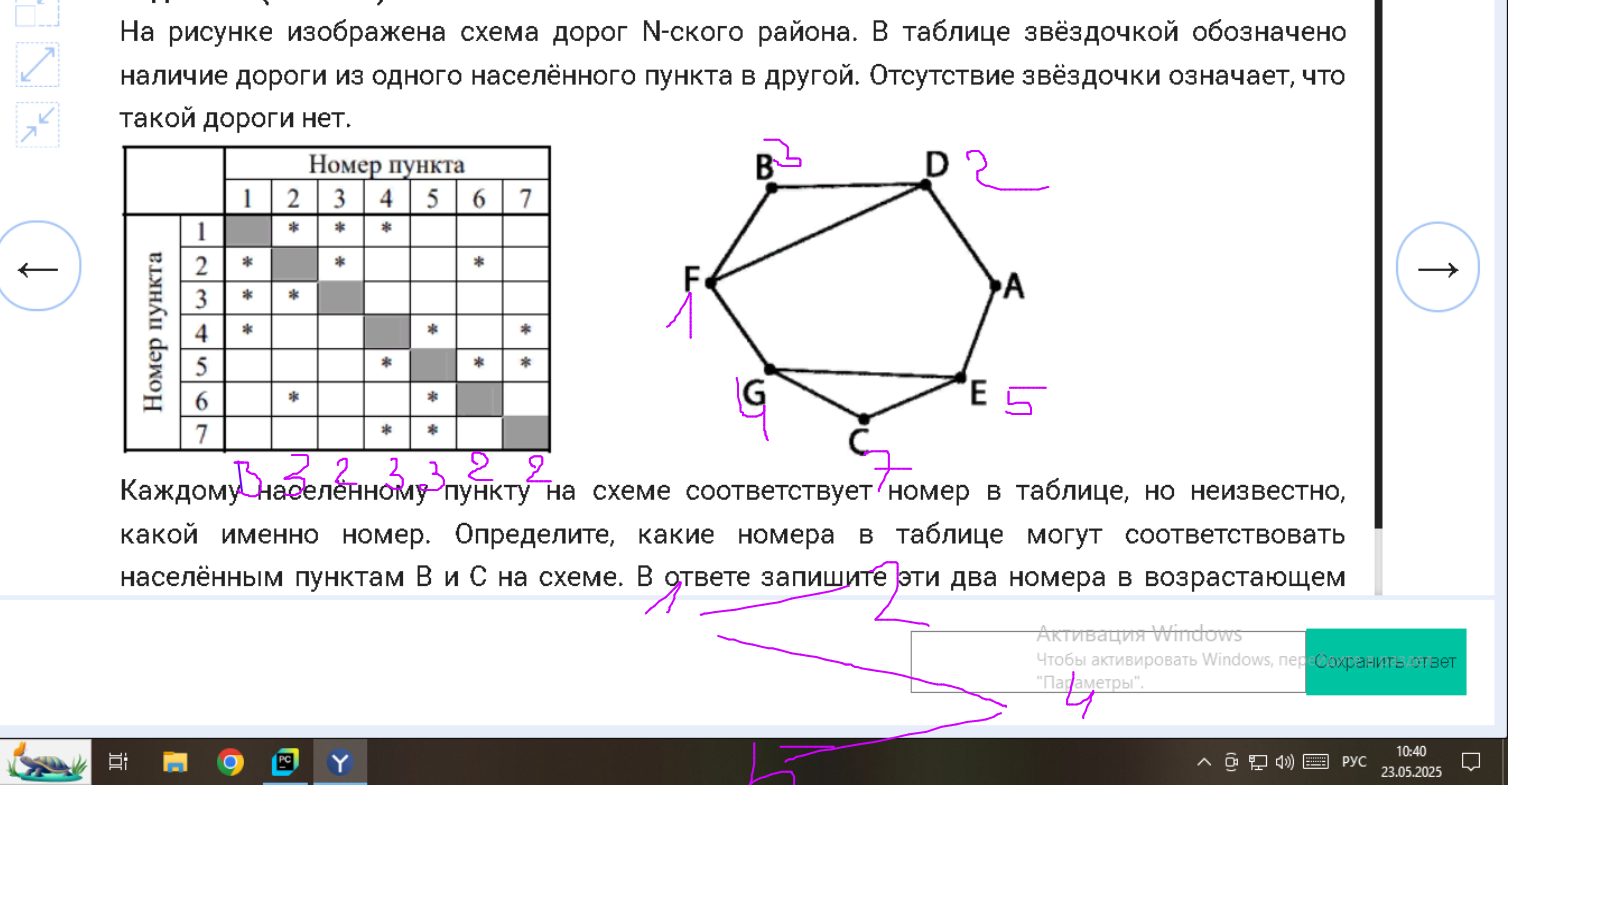 На рисунке изображена схема дорог N-ского района. В таблице звёздочкой обозначено
наличие дороги из одного населённого пункта в другой. Отсутствие звёздочки означает, что
такой дороги нет.
Номер пункта
1 2 3 4 5 6 7
Номер пункта
1 * * *
2 * * *
3 * *
4 * * *
5 * * *
6 * *
7 * *
3 3 2 3 3 2 2
B 3
D 2
F
1
A
G
4
E 5
C
7
←
→
Каждому населённому пункту на схеме соответствует номер в таблице, но неизвестно,
какой именно номер. Определите, какие номера в таблице могут соответствовать
населённым пунктам B и C на схеме. В ответе запишите эти два номера в возрастающем
1 2
4
5
Активация Windows
Чтобы активировать Windows, перейдите в раздел
"Параметры".
Сохранить ответ
PC
Y
РУС
10:40
23.05.2025